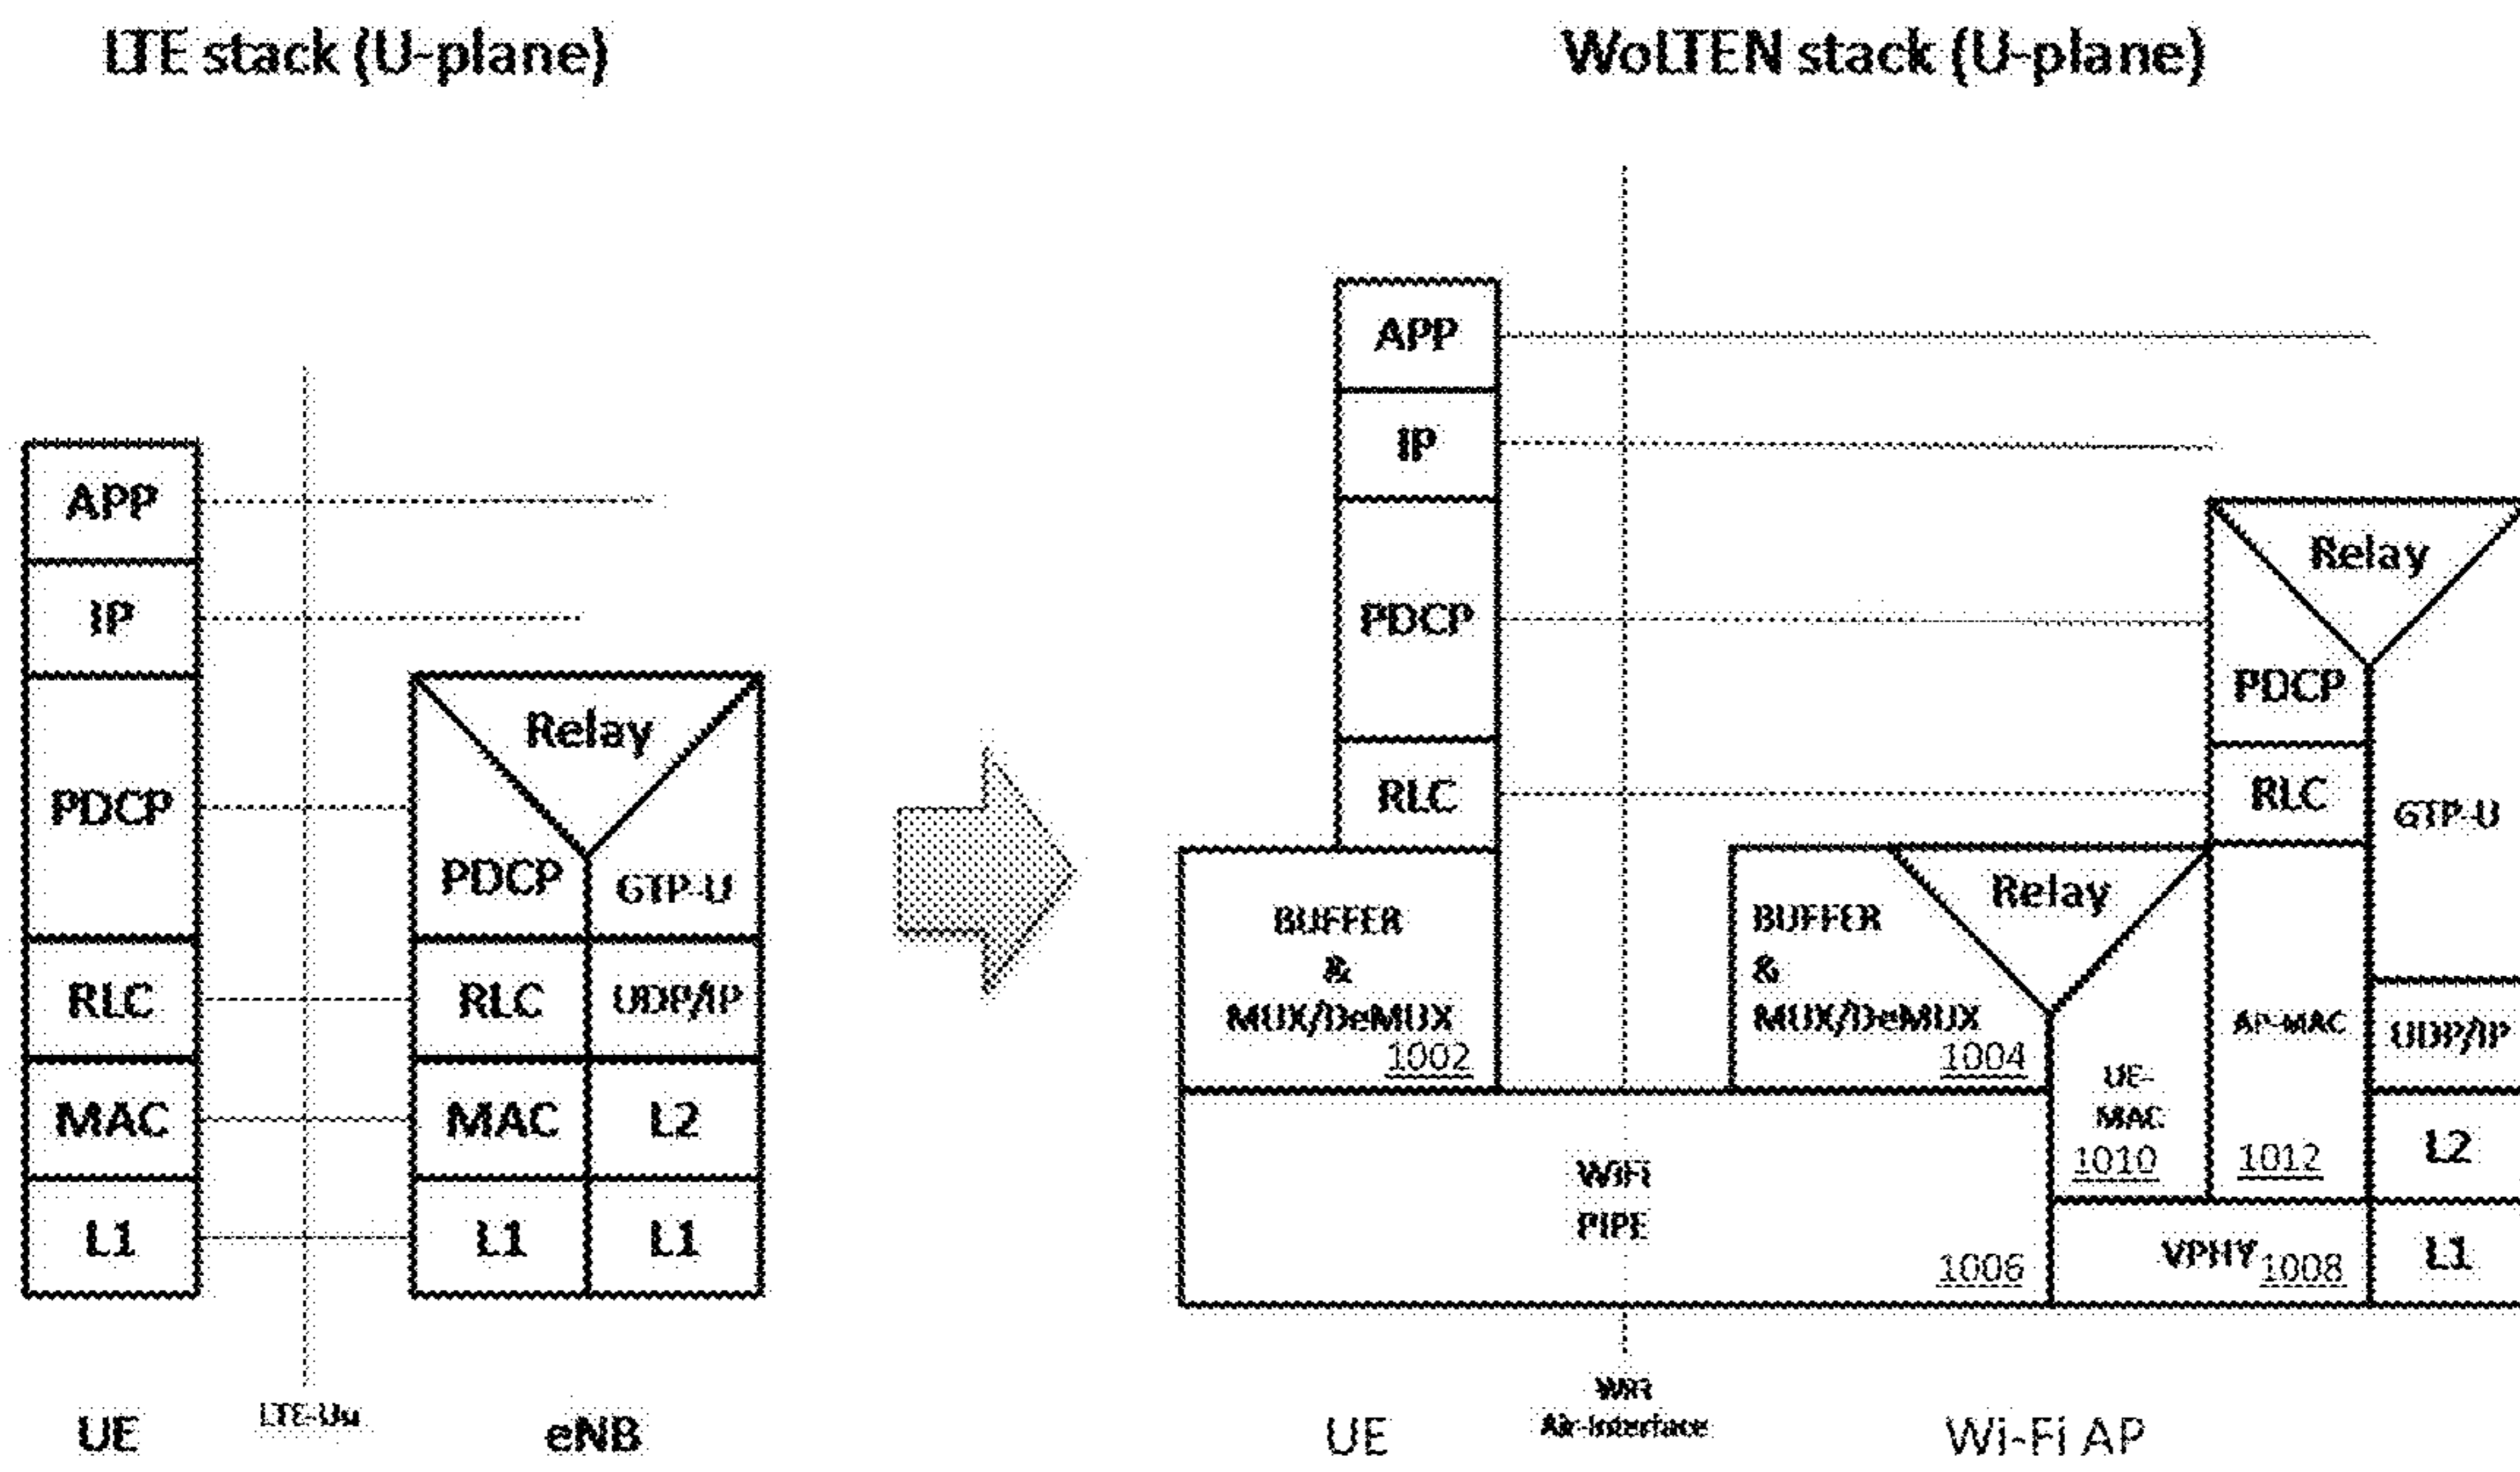 LTE stack (U-plane)
APP
IP
PDCP
RLC
MAC
L1
Relay
PDCP
GTP-U
RLC
UDP/IP
MAC
L2
L1
L1
UE
LTE-Uu
eNB
WoLTEN stack (U-plane)
APP
IP
PDCP
RLC
BUFFER
&
MUX/DeMUX
1002
BUFFER
&
MUX/DeMUX
1004
Relay
Relay
PDCP
RLC
GTP-U
AP-MAC
1012
UE-
MAC
1010
UDP/IP
L2
L1
WiFi
PIPE
1006
VPHY 1008
UE
Wifi
Air-Interface
Wi-Fi AP